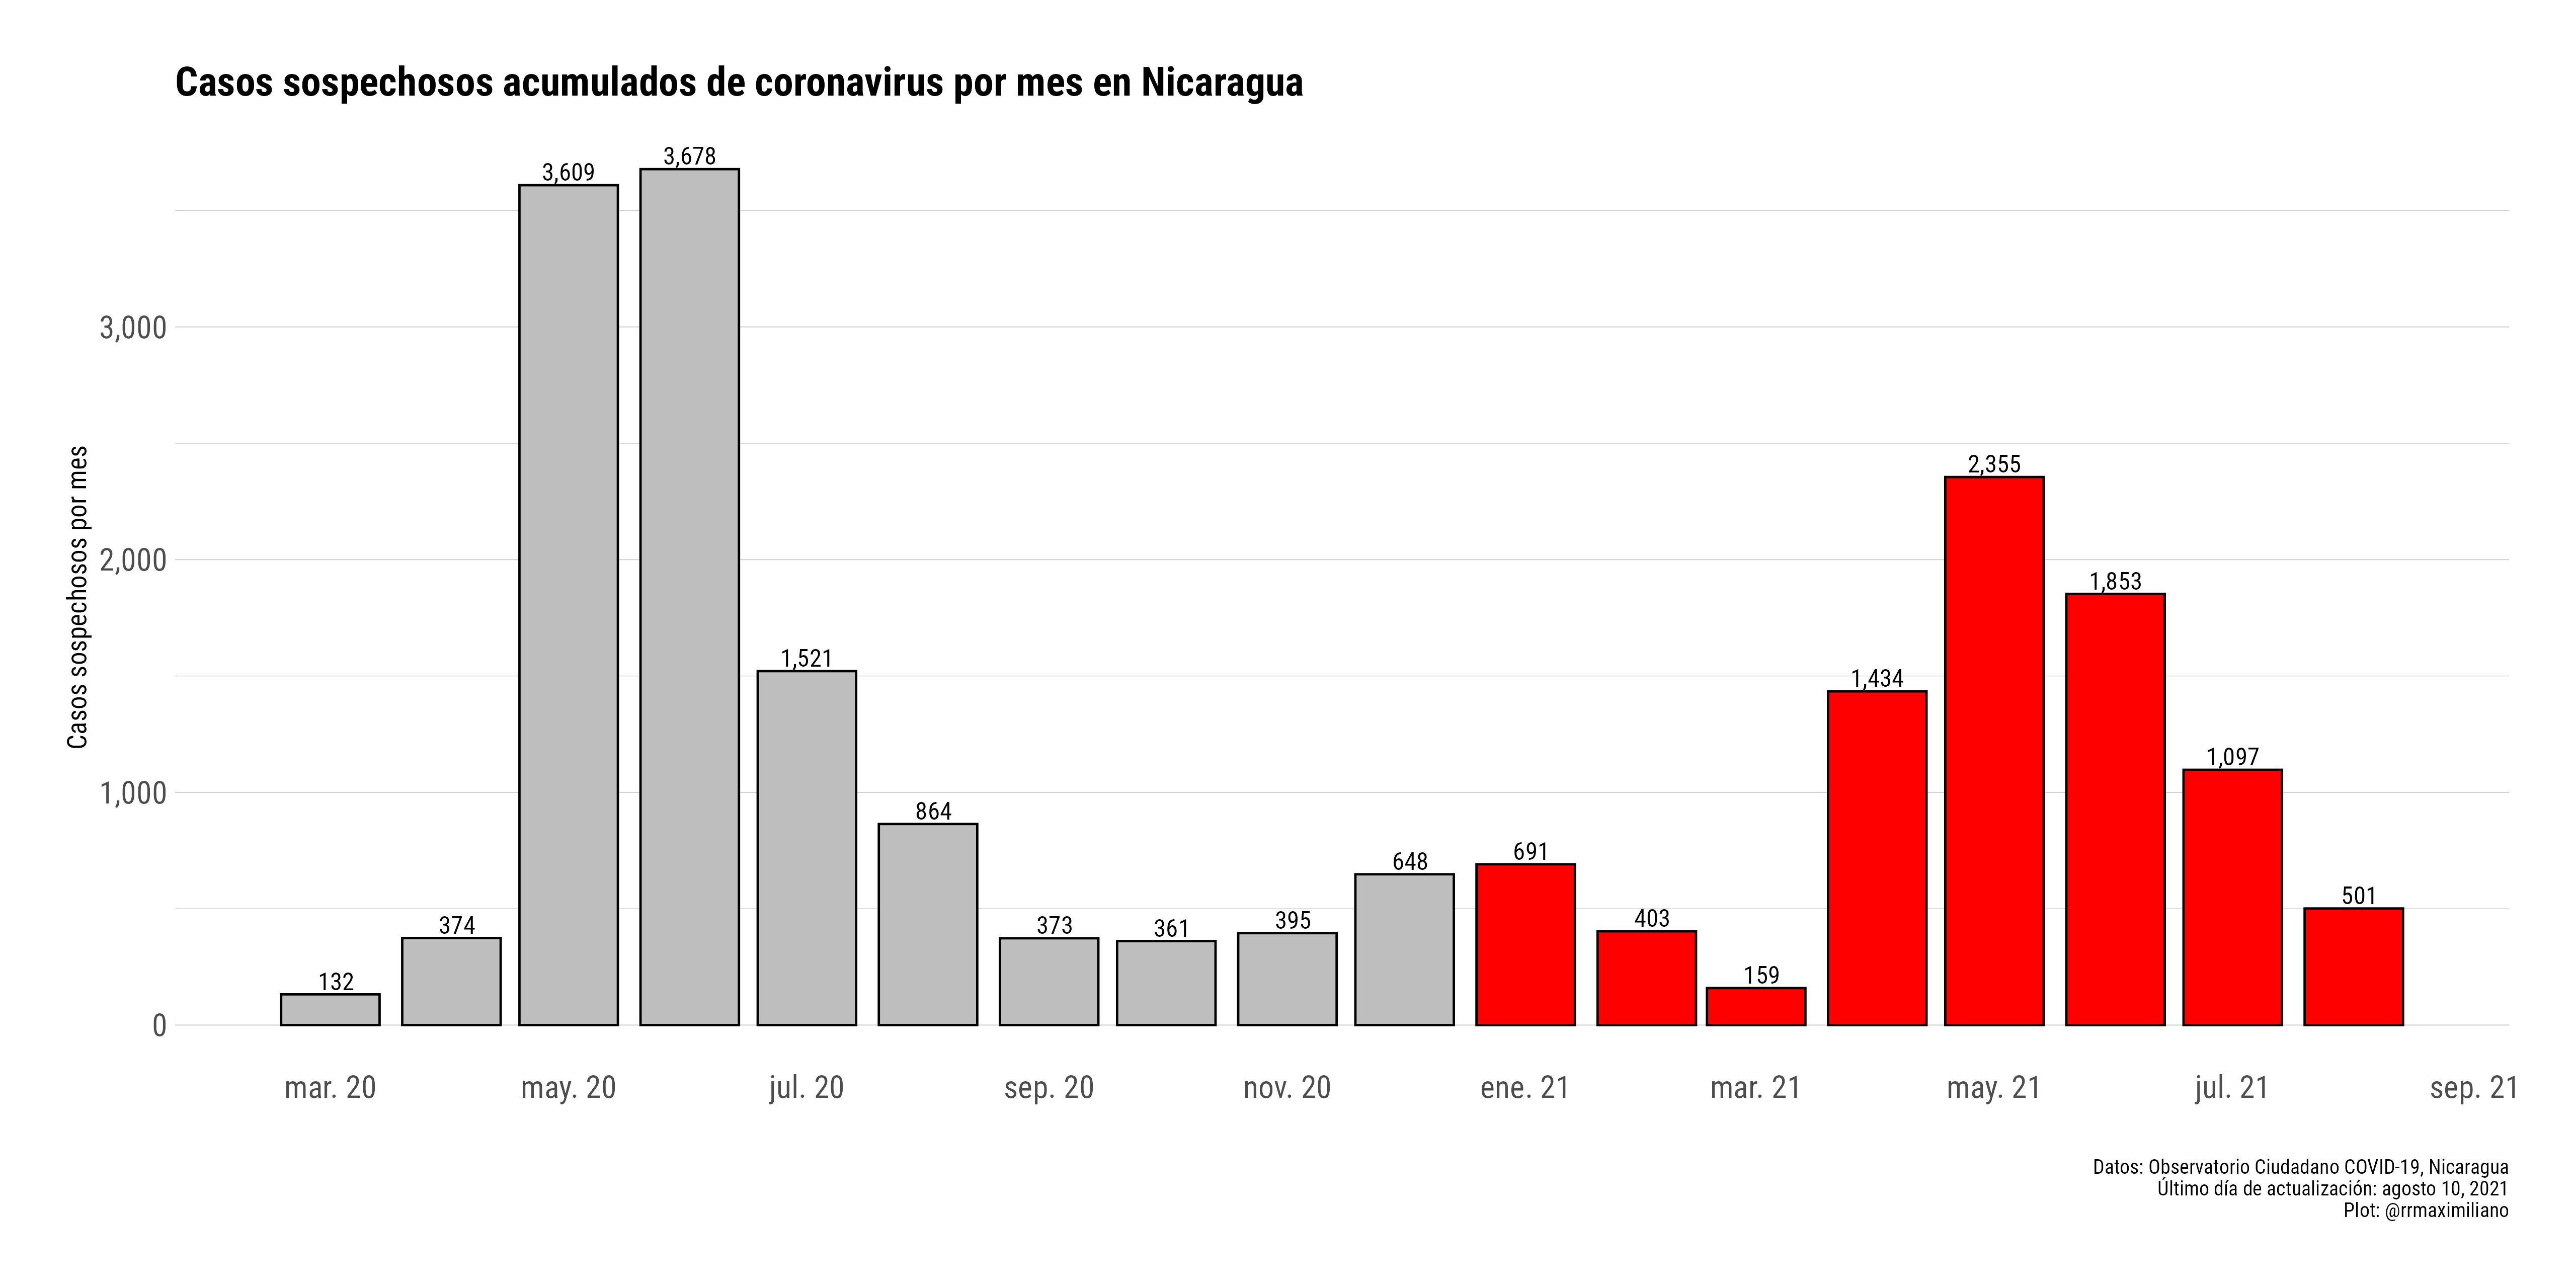 Casos sospechosos acumulados de coronavirus por mes en Nicaragua
Casos sospechosos por mes
3,000
2,000
1,000
0
132
374
3,609
3,678
1,521
864
373
361
395
648
691
403
159
1,434
2,355
1,853
1,097
501
mar. 20
may. 20
jul. 20
sep. 20
nov. 20
ene. 21
mar. 21
may. 21
jul. 21
sep. 21
Datos: Observatorio Ciudadano COVID-19, Nicaragua
Último día de actualización: agosto 10, 2021
Plot: @rrmaximiliano